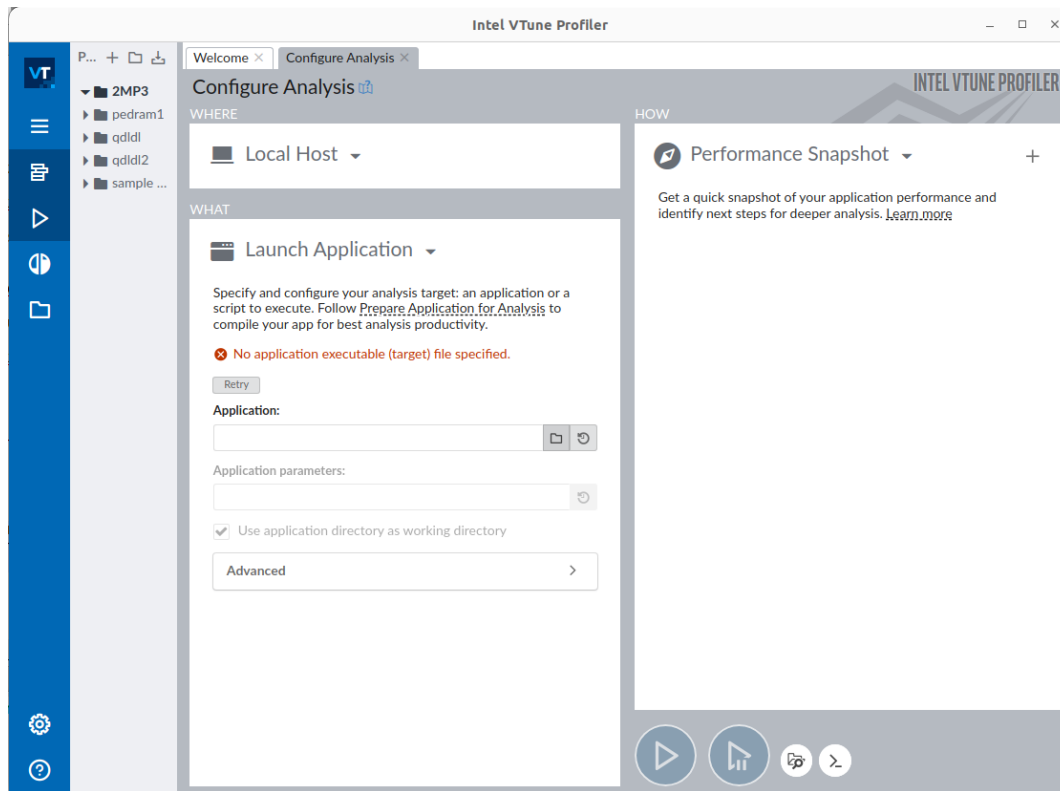 Intel VTune Profiler
VT
P...
2MP3
pedram1
qdldl
qdldl2
sample ...
Welcome
Configure Analysis
Configure Analysis
INTEL VTUNE PROFILER
WHERE
Local Host
WHAT
Launch Application
Specify and configure your analysis target: an application or a
script to execute. Follow Prepare Application for Analysis to
compile your app for best analysis productivity.
No application executable (target) file specified.
Retry
Application:
Application parameters:
Use application directory as working directory
Advanced
HOW
Performance Snapshot
Get a quick snapshot of your application performance and
identify next steps for deeper analysis. Learn more